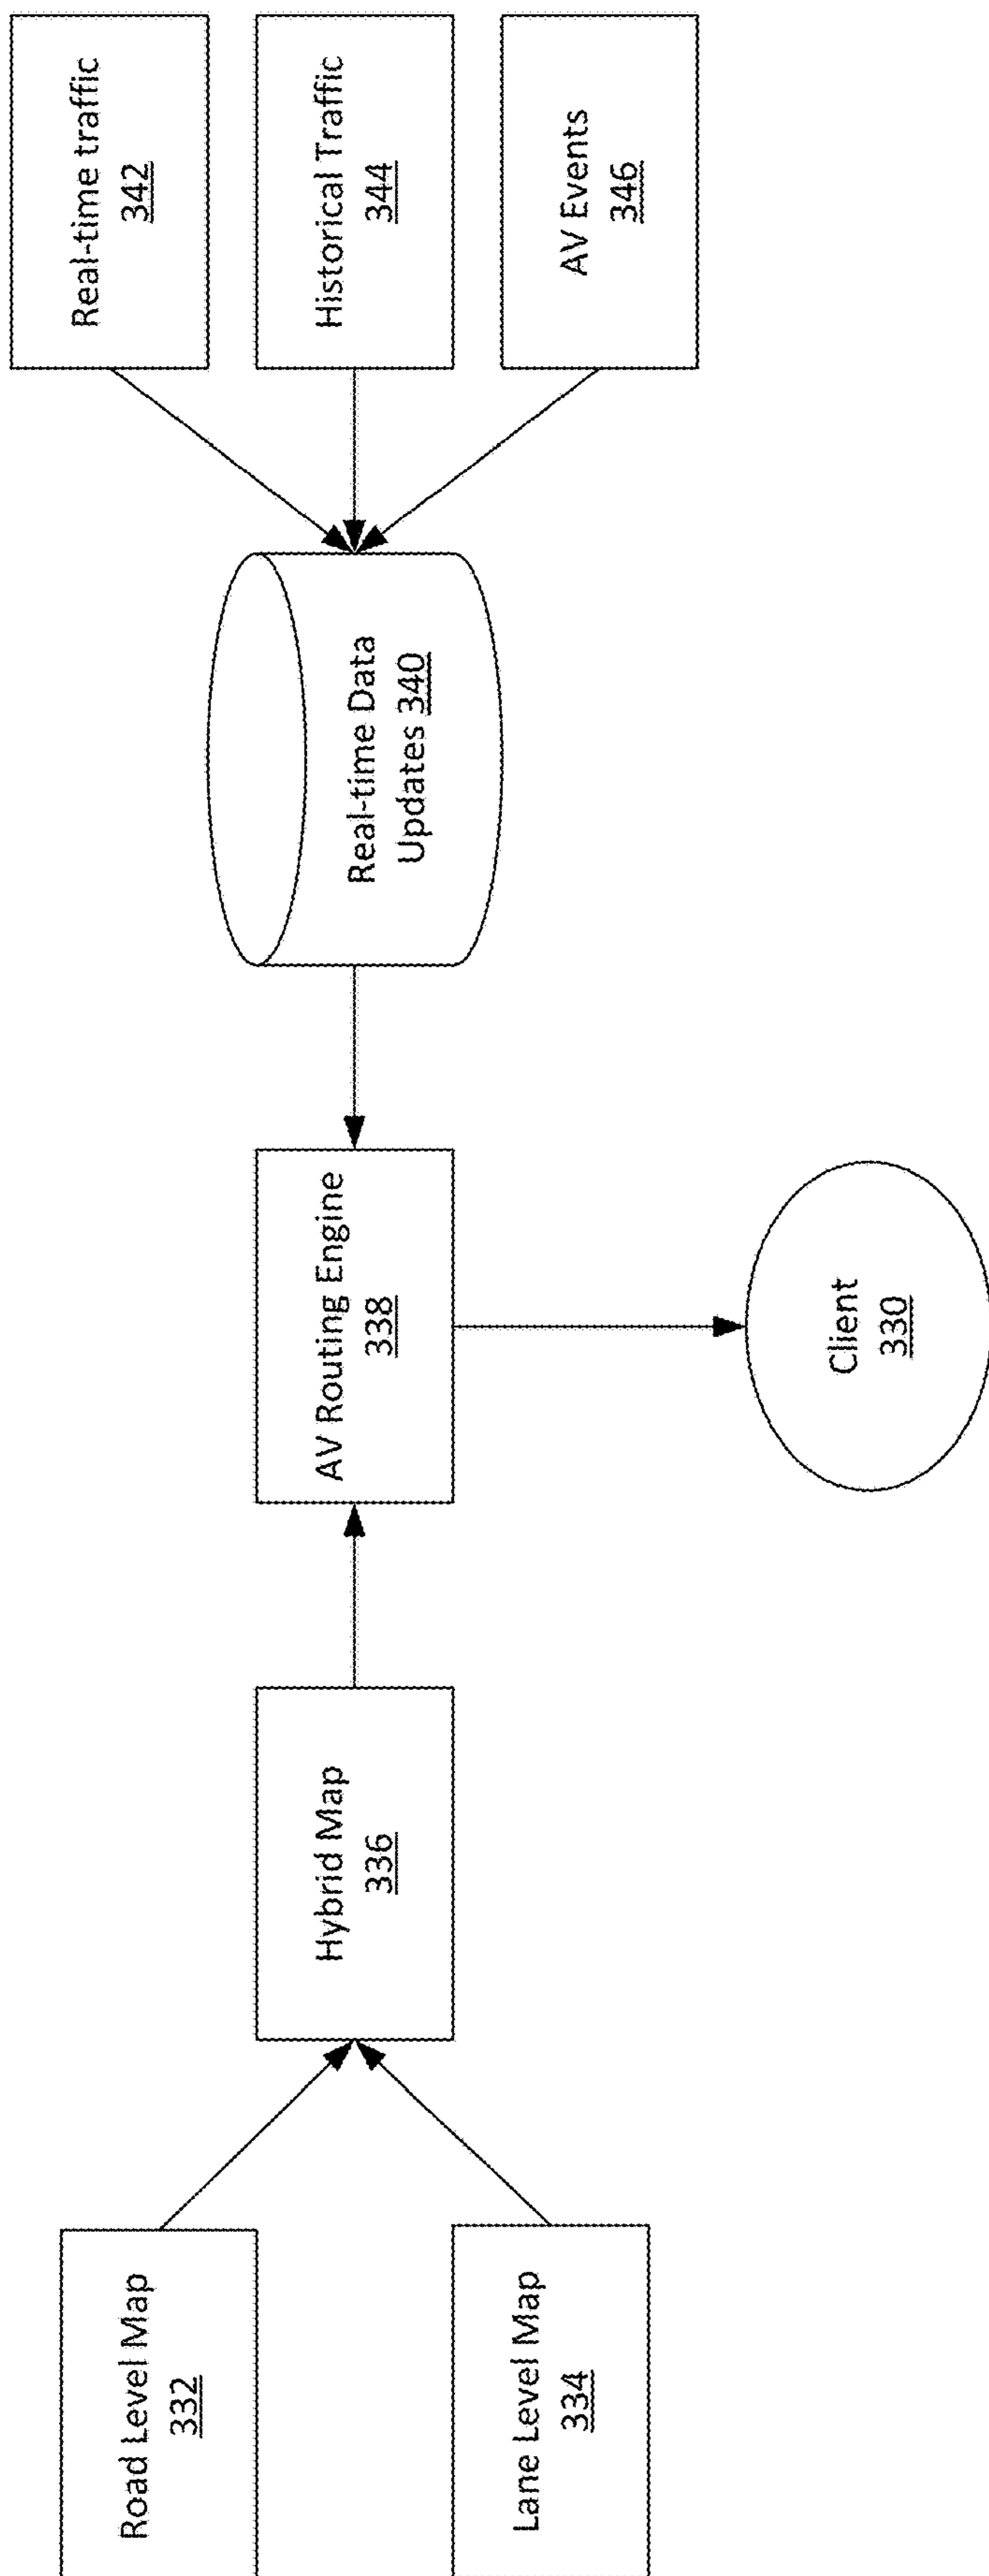 Road Level Map
332
Lane Level Map
334
Hybrid Map
336
AV Routing Engine
338
Client
330
Real-time Data
Updates 340
Real-time traffic
342
Historical Traffic
344
AV Events
346